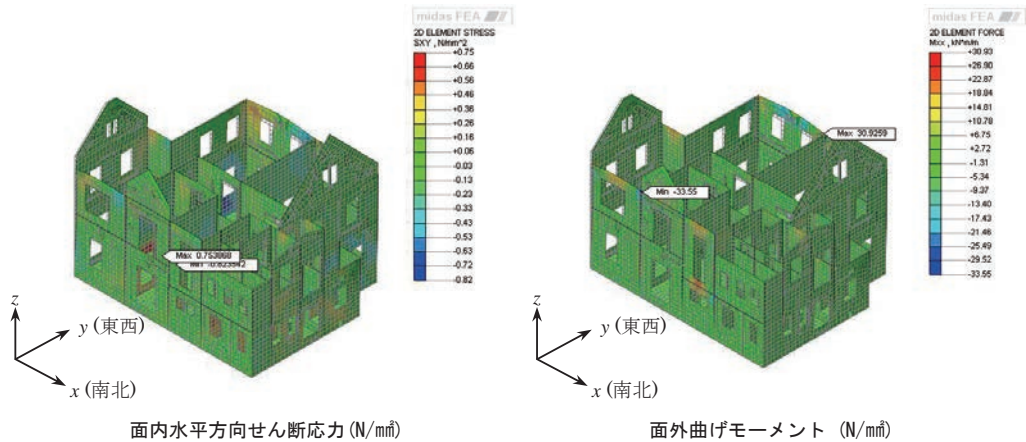 midas FEA
2D ELEMENT STRESS
SXY , N/mm^2
+0.75
+0.66
+0.56
+0.46
+0.36
+0.26
+0.16
+0.06
-0.03
-0.13
-0.23
-0.33
-0.43
-0.53
-0.63
-0.72
-0.82
Max 0.753868
Min -0.823542
z
y (東西)
x (南北)
面内水平方向せん断応力(N/㎟)
midas FEA
2D ELEMENT FORCE
Mxx , kN*m/m
+30.93
+26.90
+22.87
+18.84
+14.81
+10.78
+6.75
+2.72
-1.31
-5.34
-9.37
-13.40
-17.43
-21.46
-25.49
-29.52
-33.55
Max 30.9259
Min -33.55
z
y (東西)
x (南北)
面外曲げモーメント (N/㎟)